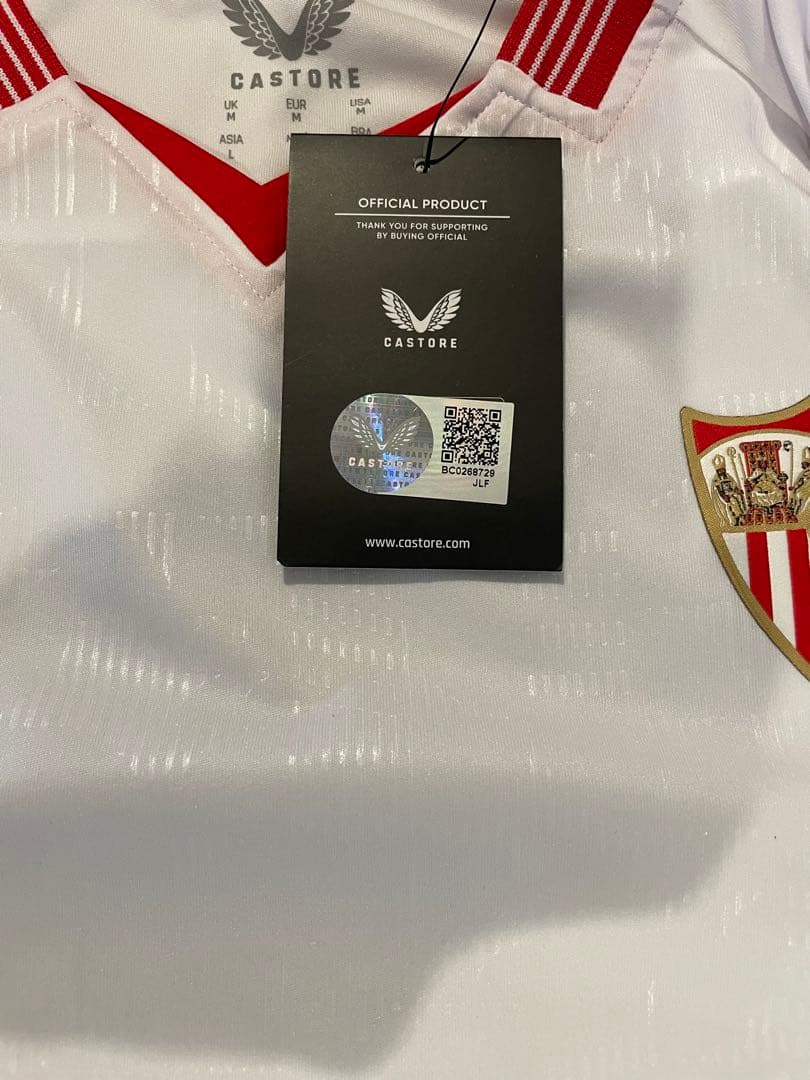 CASTORE
UK EUR USA
M M M
ASIA
L
OFFICIAL PRODUCT
THANK YOU FOR SUPPORTING
BY BUYING OFFICIAL
CASTORE
CASTORE
BC0268729
JLF
www.castore.com